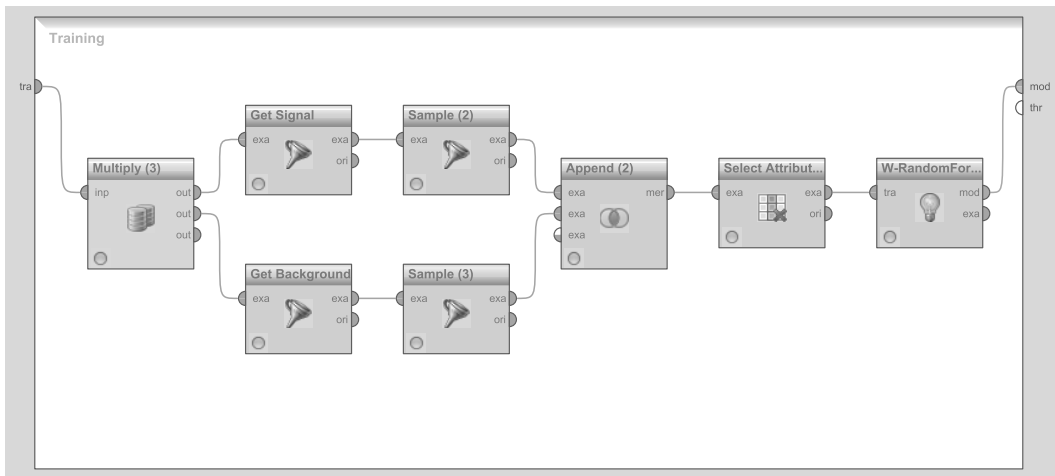 Training
tra
mod
thr
Get Signal
exa exa
ori
Sample (2)
exa exa
ori
Multiply (3)
inp out
out
out
Append (2)
exa mer
exa
exa
Select Attribut...
exa exa
ori
W-RandomFor...
tra mod
exa
Get Background
exa exa
ori
Sample (3)
exa exa
ori